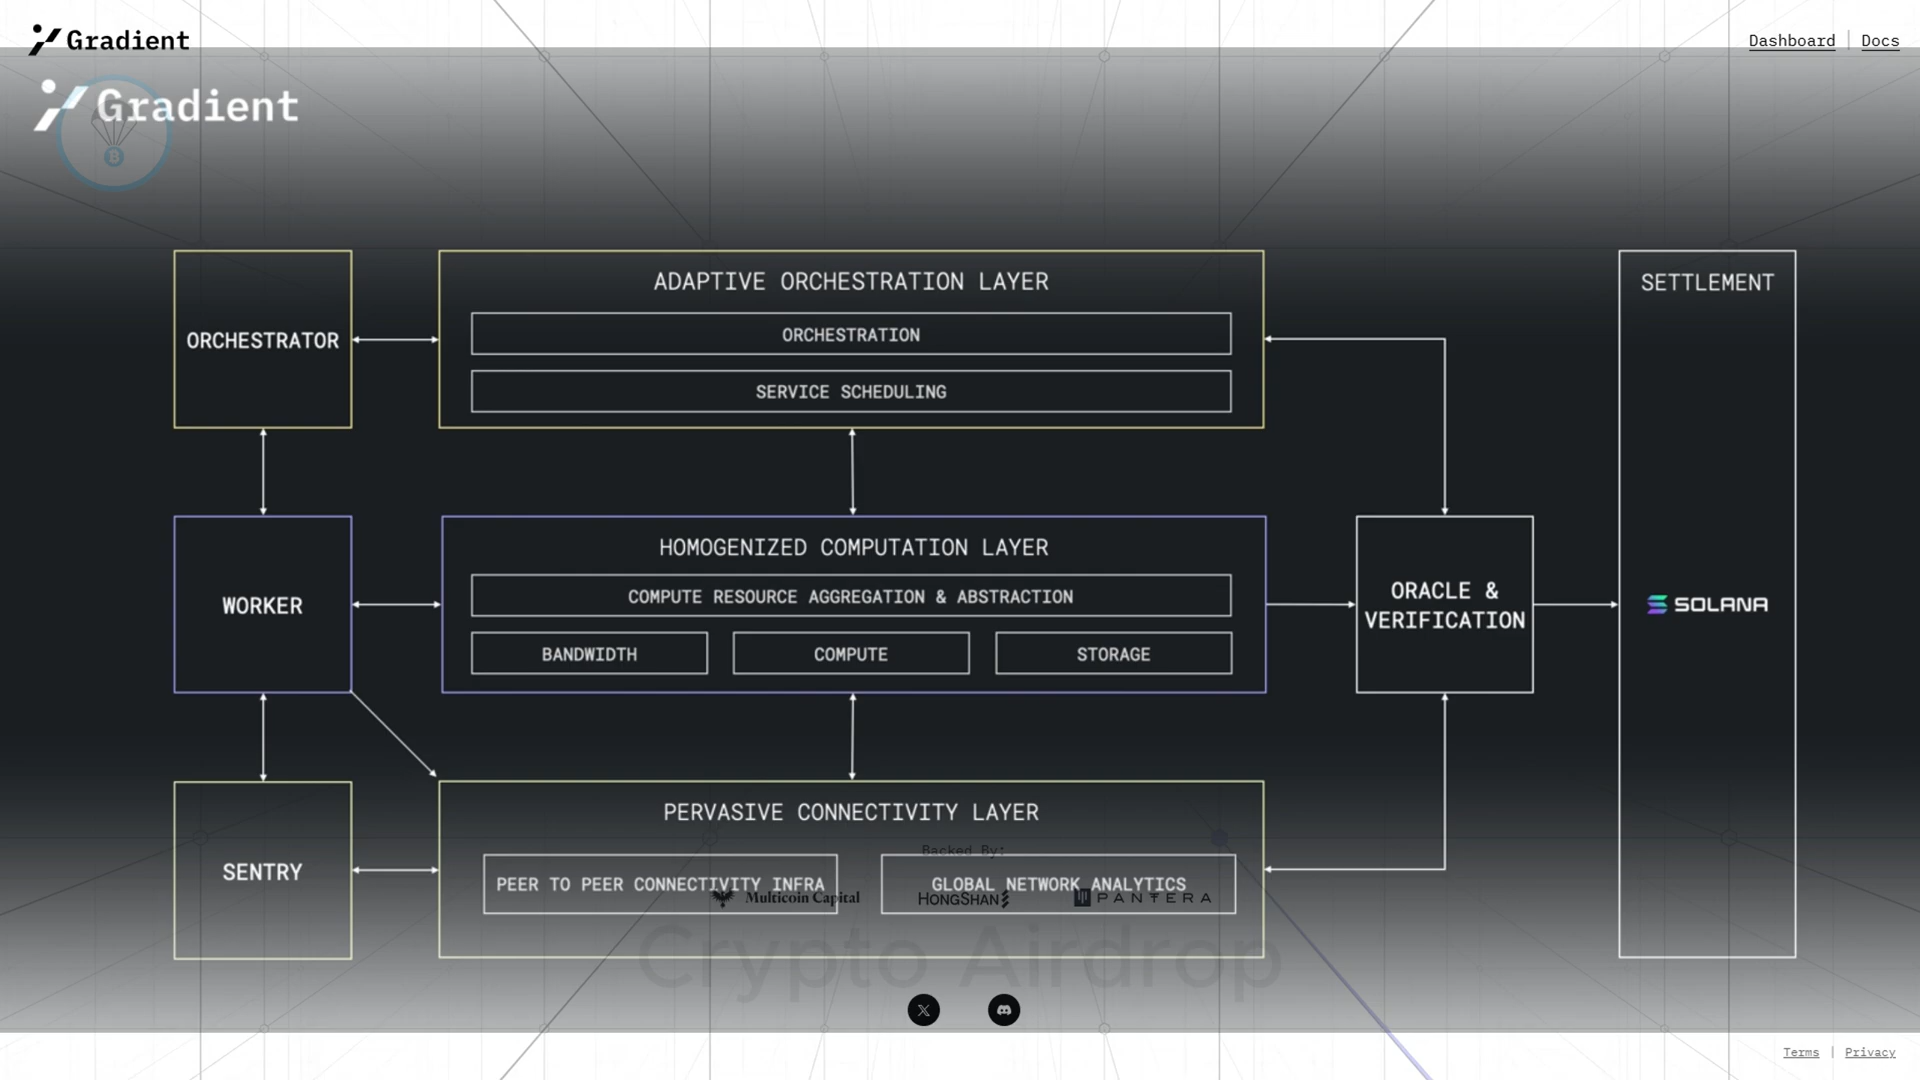 Gradient
Dashboard | Docs
Gradient
ADAPTIVE ORCHESTRATION LAYER
SETTLEMENT
ORCHESTRATOR
ORCHESTRATION
SERVICE SCHEDULING
HOMOGENIZED COMPUTATION LAYER
WORKER
COMPUTE RESOURCE AGGREGATION & ABSTRACTION
ORACLE &
VERIFICATION
SOLANA
BANDWIDTH
COMPUTE
STORAGE
PERVASIVE CONNECTIVITY LAYER
Backed By:
SENTRY
PEER TO PEER CONNECTIVITY INFRA
GLOBAL NETWORK ANALYTICS
Multicoin Capital
HONGSHAN
PANTERA
Crypto Airdrop
Terms | Privacy